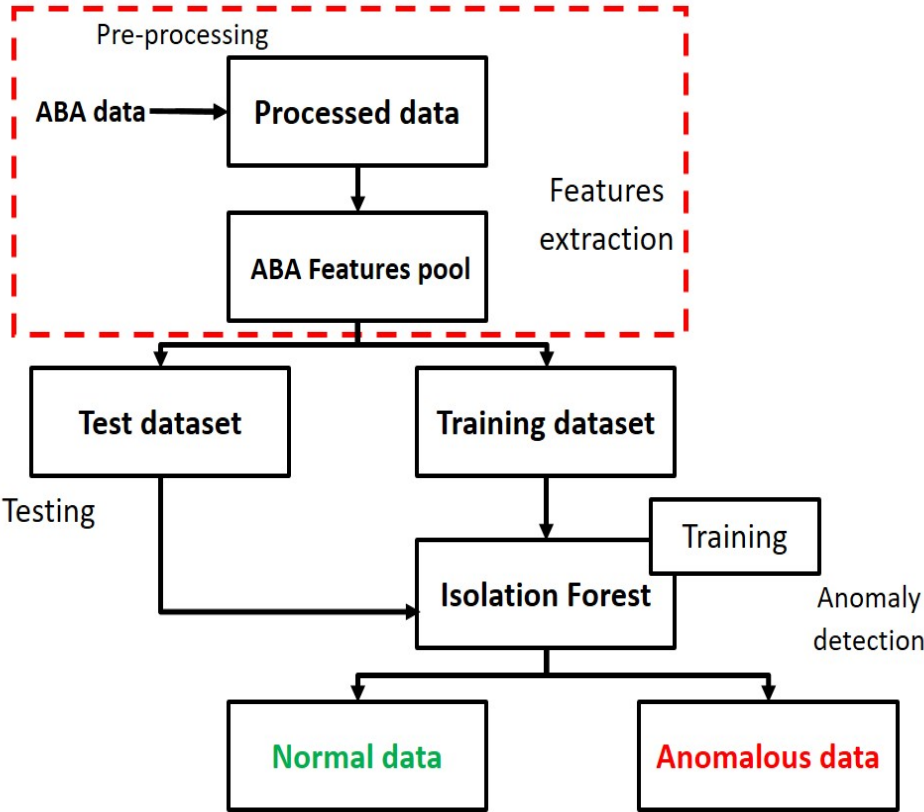 Pre-processing
ABA data
Processed data
Features
extraction
ABA Features pool
Test dataset
Training dataset
Testing
Training
Isolation Forest
Anomaly
detection
Normal data
Anomalous data